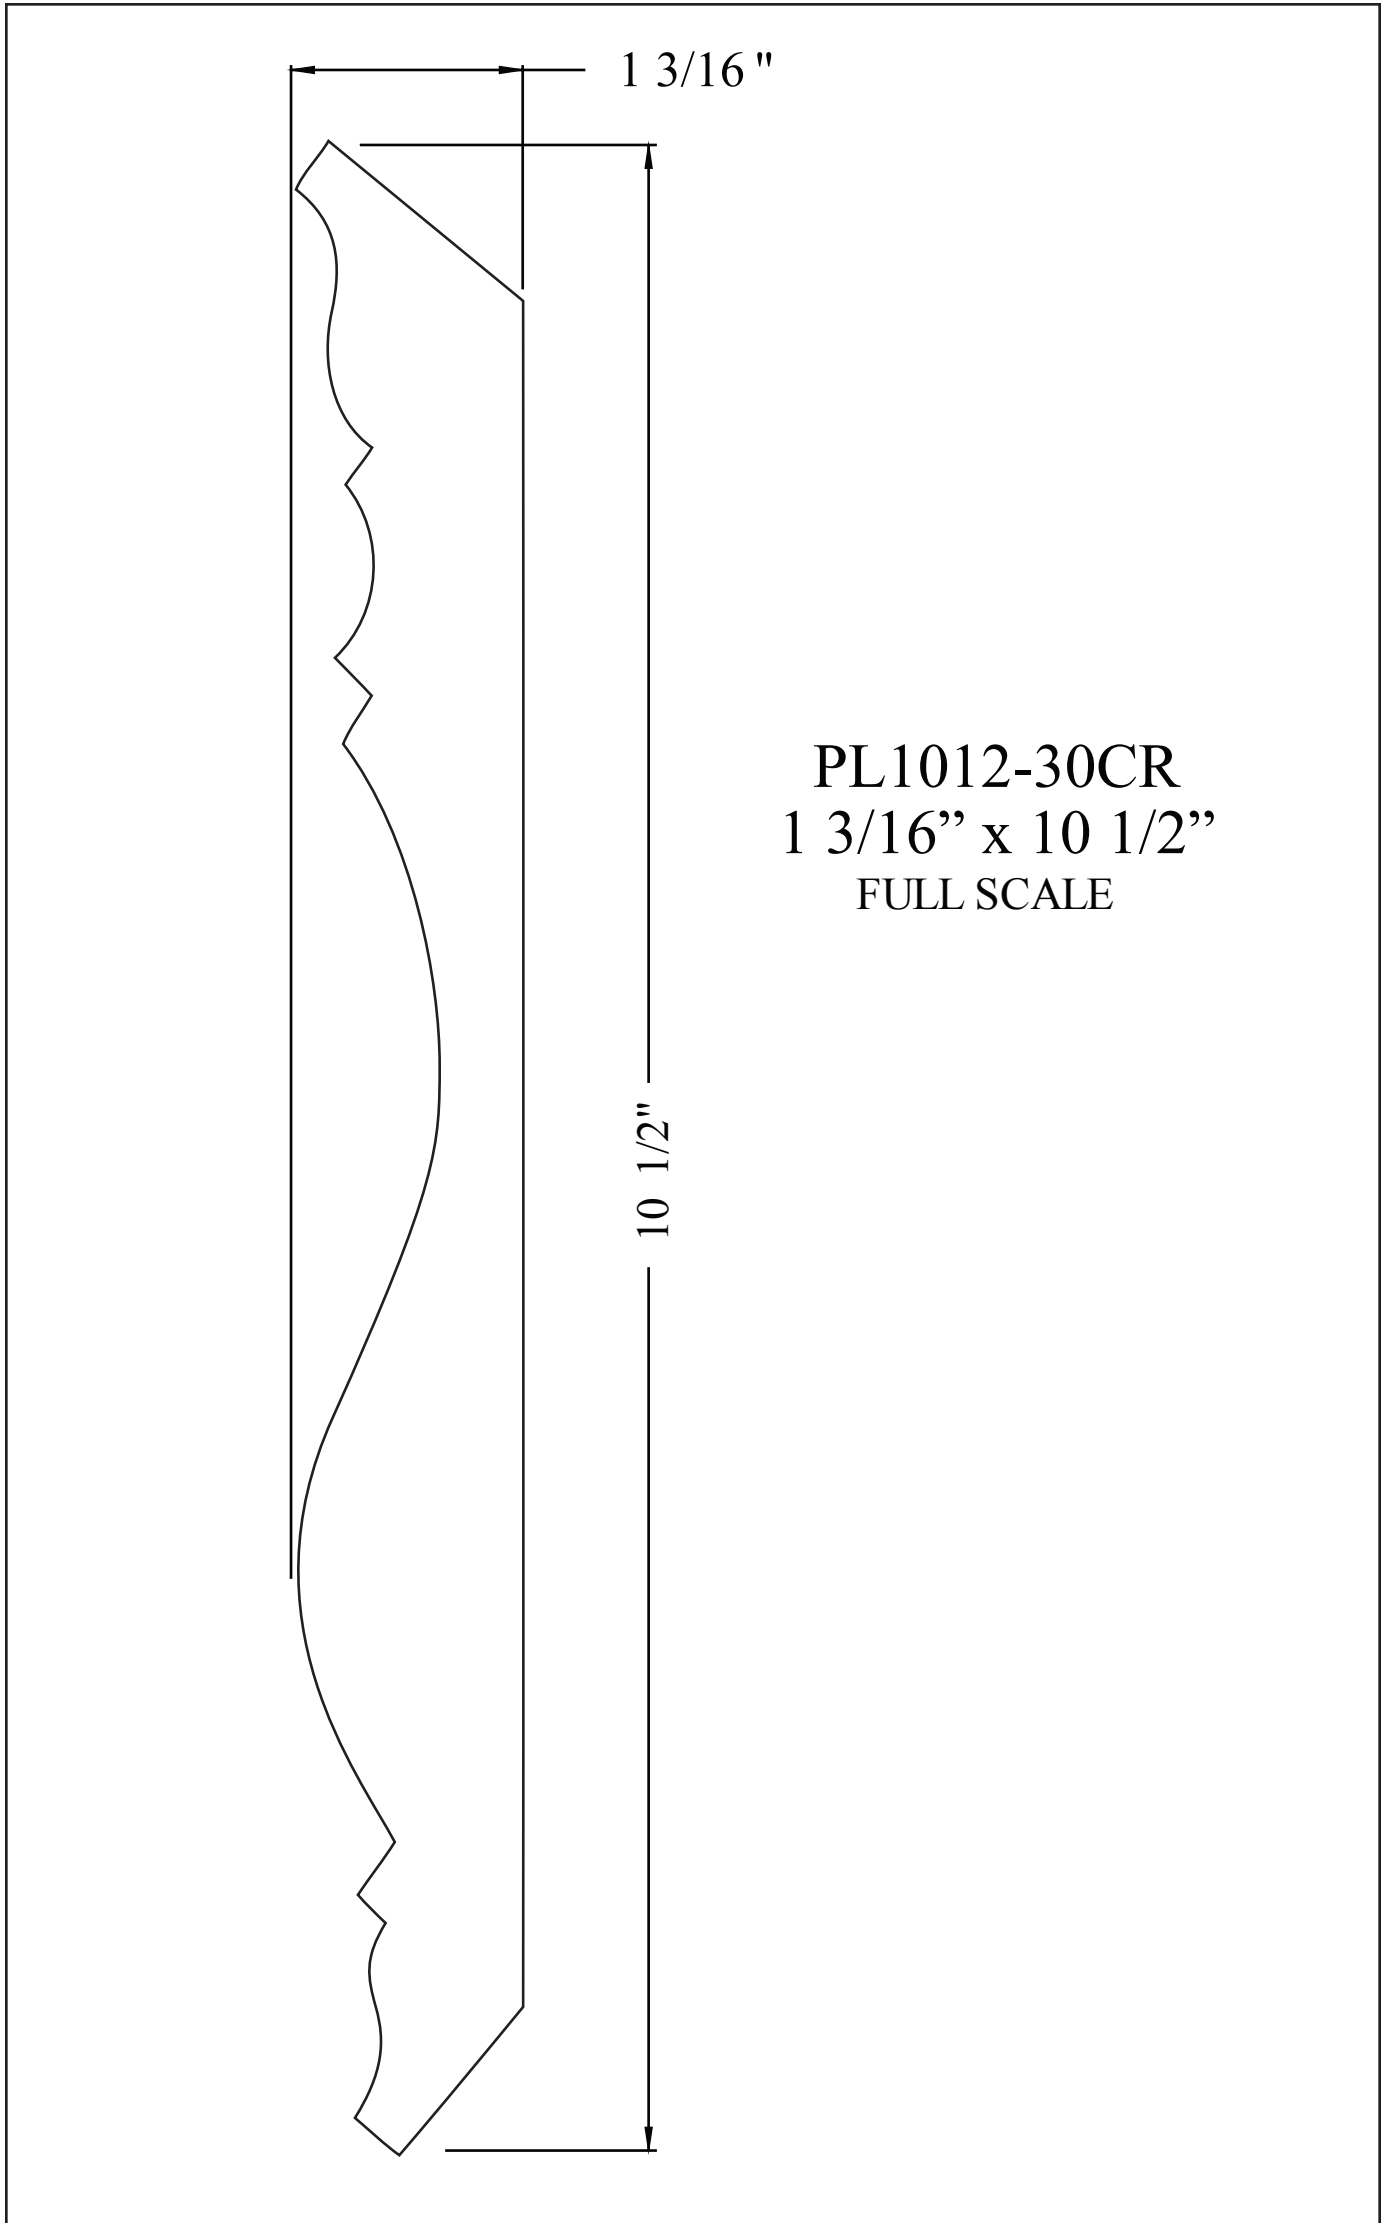 1 3/16 "
PL1012-30CR
1 3/16” x 10 1/2”
FULL SCALE
10 1/2"